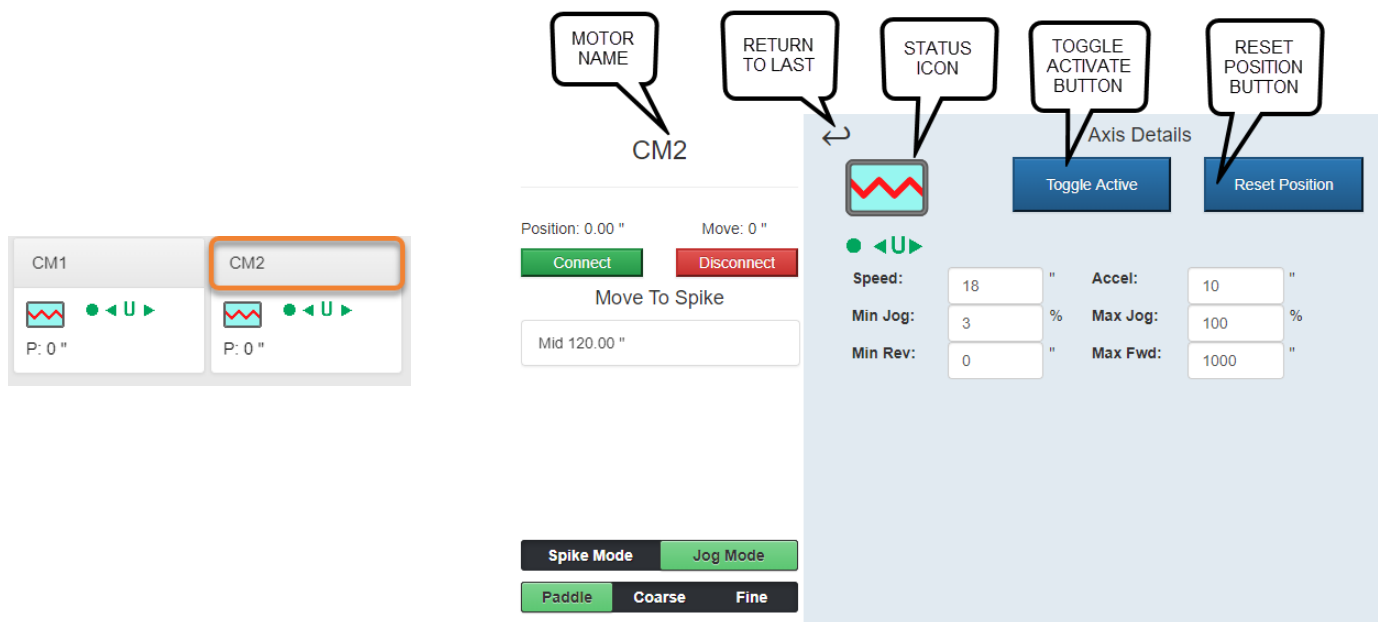 MOTOR
NAME
RETURN
TO LAST
STATUS
ICON
TOGGLE
ACTIVATE
BUTTON
RESET
POSITION
BUTTON
CM1
CM2
U
U
P: 0 "
P: 0 "
CM2
Position: 0.00 "
Move: 0 "
Connect
Disconnect
Move To Spike
Mid 120.00 "
Spike Mode
Jog Mode
Paddle
Coarse
Fine
Axis Details
Toggle Active
Reset Position
U
Speed: 18 "
Accel: 10 "
Min Jog: 3 %
Max Jog: 100 %
Min Rev: 0 "
Max Fwd: 1000 "